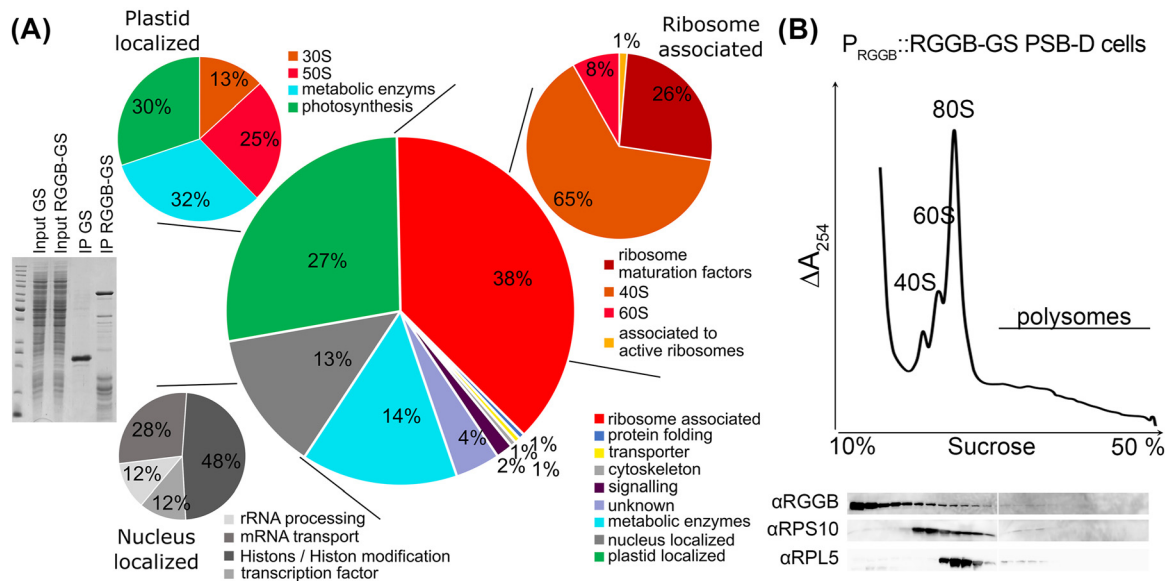 (A)
Plastid
localized
30S
50S
metabolic enzyms
photosynthesis
13%
25%
32%
30%
Ribosome
associated
1%
8%
26%
65%
ribosome
maturation factors
40S
60S
associated to
active ribosomes
Input GS
Input RGGB-GS
IP GS
IP RGGB-GS
27%
38%
13%
14%
4%
2%
1%
1%
1%
28%
48%
12%
12%
Nucleus
localized
rRNA processing
mRNA transport
Histons / Histon modification
transcription factor
ribosome associated
protein folding
transporter
cytoskeleton
signalling
unknown
metabolic enzymes
nucleus localized
plastid localized
(B)
PRGGB::RGGB-GS PSB-D cells
ΔA254
80S
60S
40S
polysomes
10%
Sucrose
50 %
αRGGB
αRPS10
αRPL5